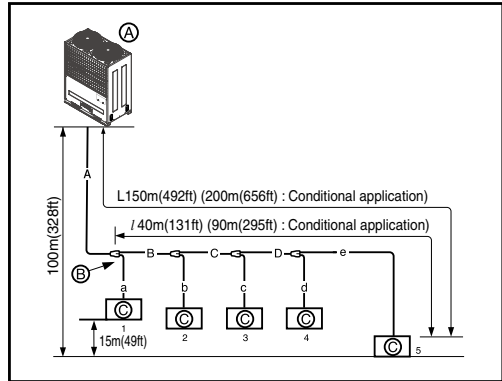 A
A
L150m(492ft) (200m(656ft) : Conditional application)
l 40m(131ft) (90m(295ft) : Conditional application)
100m(328ft)
B C D e
B
a b c d
C
1
C
2
C
3
C
4
C
5
15m(49ft)